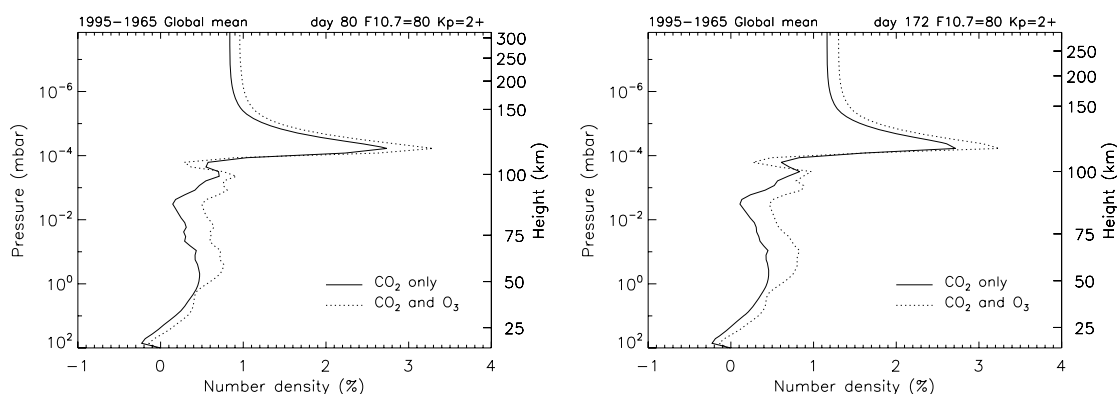 1995−1965 Global mean day 80 F10.7=80 Kp=2+
Pressure (mbar)
10⁻⁶
10⁻⁴
10⁻²
10⁰
10²
300
250
200
150
100
75
50
25
Height (km)
CO₂ only
CO₂ and O₃
−1 0 1 2 3 4
Number density (%)
1995−1965 Global mean day 172 F10.7=80 Kp=2+
Pressure (mbar)
10⁻⁶
10⁻⁴
10⁻²
10⁰
10²
250
200
150
100
75
50
25
Height (km)
CO₂ only
CO₂ and O₃
−1 0 1 2 3 4
Number density (%)